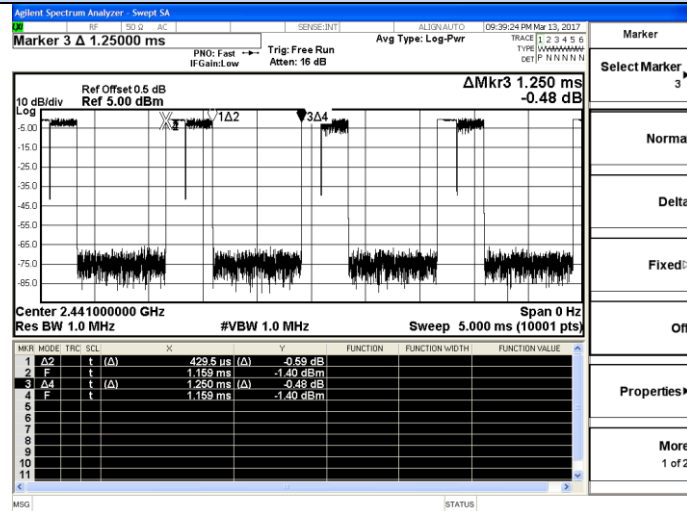 Agilent Spectrum Analyzer - Swept SA
RF 50 Ω AC SENSE:INT ALIGNAUTO 09:39:24 PM Mar 13, 2017
Marker 3 Δ 1.25000 ms
PNO: Fast
IFGain:Low
Trig: Free Run
Atten: 16 dB
Avg Type: Log-Pwr
TRACE 1 2 3 4 5 6
TYPE WWWWWW
DET P N N N N N
Ref Offset 0.5 dB
10 dB/div Ref 5.00 dBm
ΔMkr3 1.250 ms
-0.48 dB
Log
1Δ2
3Δ4
-5.00
-15.0
-25.0
-35.0
-45.0
-55.0
-65.0
-75.0
-85.0
Center 2.441000000 GHz Span 0 Hz
Res BW 1.0 MHz #VBW 1.0 MHz Sweep 5.000 ms (10001 pts)
MKR MODE TRC SCL X Y FUNCTION FUNCTION WIDTH FUNCTION VALUE
1 Δ2 t (Δ) 429.5 µs (Δ) -0.59 dB
2 F t 1.159 ms -1.40 dBm
3 Δ4 t (Δ) 1.250 ms (Δ) -0.48 dB
4 F t 1.159 ms -1.40 dBm
5
6
7
8
9
10
11
MSG STATUS
Marker
Select Marker
3
Norma
Delta
Fixed
Off
Properties
More
1 of 2